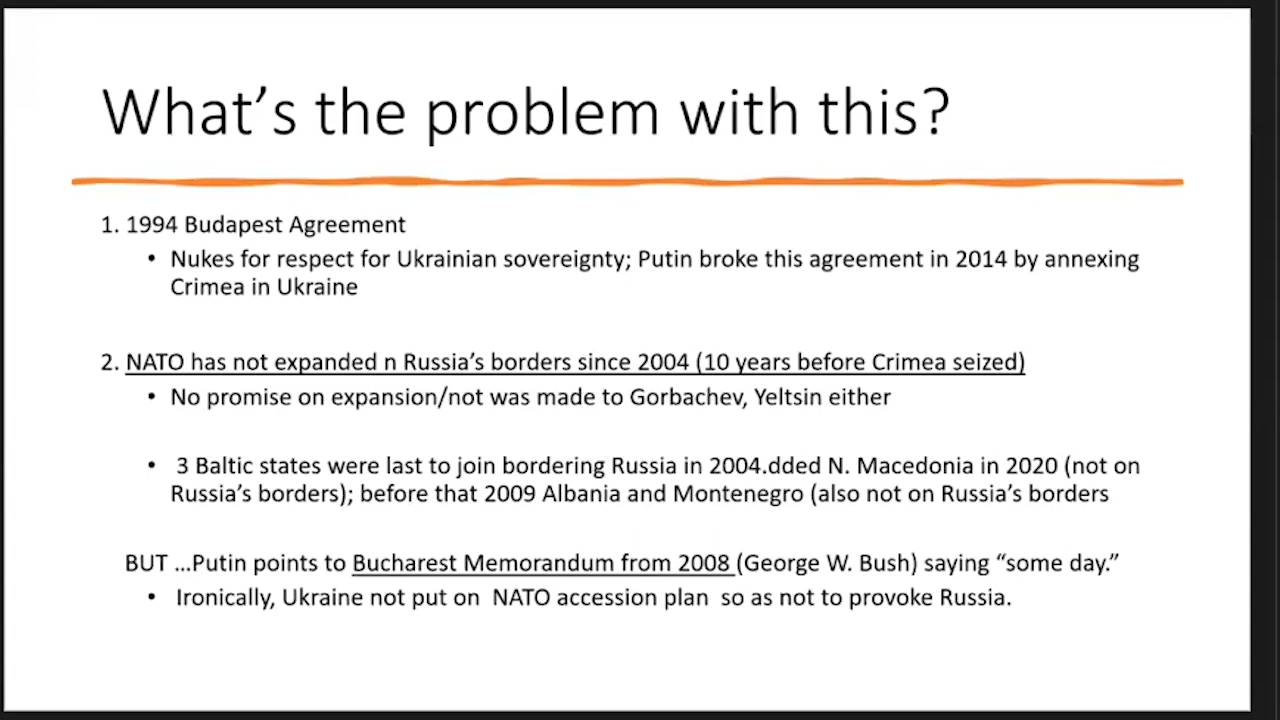 What’s the problem with this?
1. 1994 Budapest Agreement
• Nukes for respect for Ukrainian sovereignty; Putin broke this agreement in 2014 by annexing
Crimea in Ukraine
2. NATO has not expanded n Russia’s borders since 2004 (10 years before Crimea seized)
• No promise on expansion/not was made to Gorbachev, Yeltsin either
• 3 Baltic states were last to join bordering Russia in 2004.dded N. Macedonia in 2020 (not on
Russia’s borders); before that 2009 Albania and Montenegro (also not on Russia’s borders
BUT …Putin points to Bucharest Memorandum from 2008 (George W. Bush) saying “some day.”
• Ironically, Ukraine not put on NATO accession plan so as not to provoke Russia.